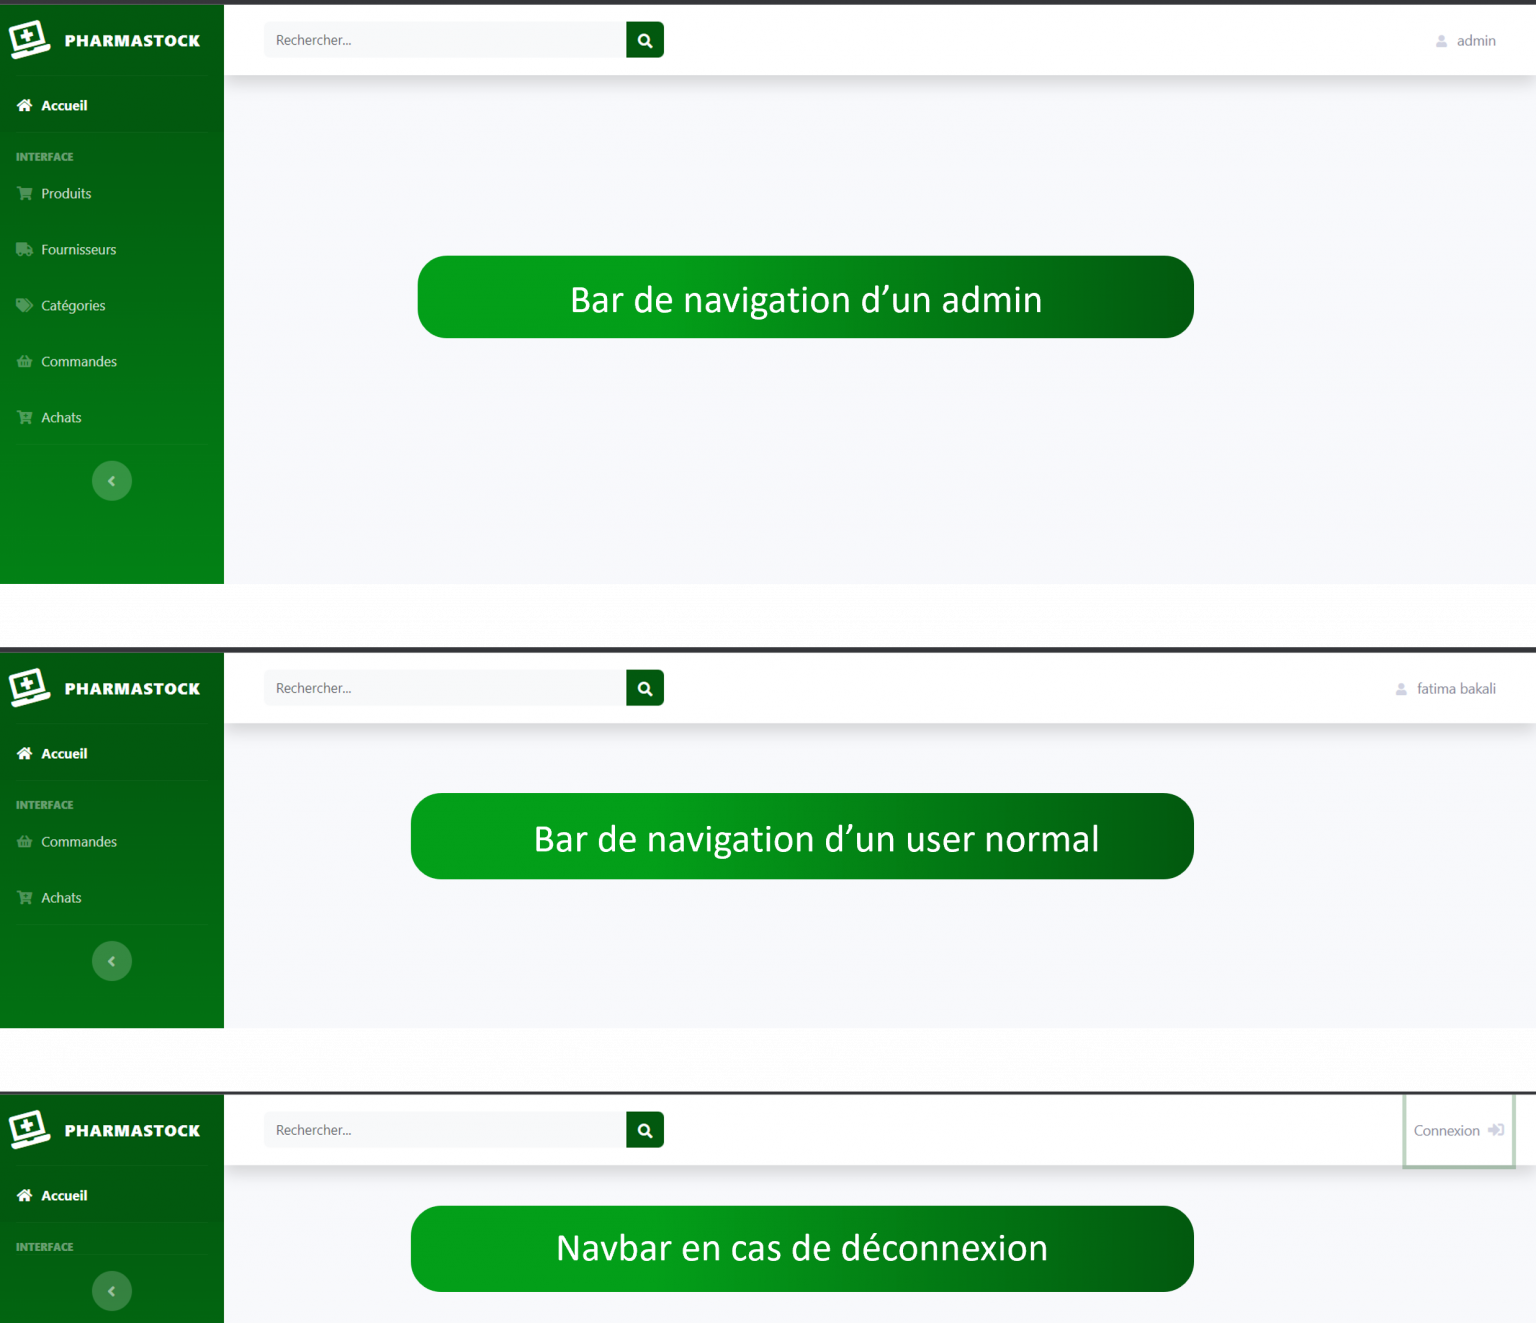 PHARMASTOCK
Rechercher...
admin
Accueil
INTERFACE
Produits
Fournisseurs
Catégories
Commandes
Achats
Bar de navigation d’un admin
PHARMASTOCK
Rechercher...
fatima bakali
Accueil
INTERFACE
Commandes
Achats
Bar de navigation d’un user normal
PHARMASTOCK
Rechercher...
Connexion
Accueil
INTERFACE
Navbar en cas de déconnexion